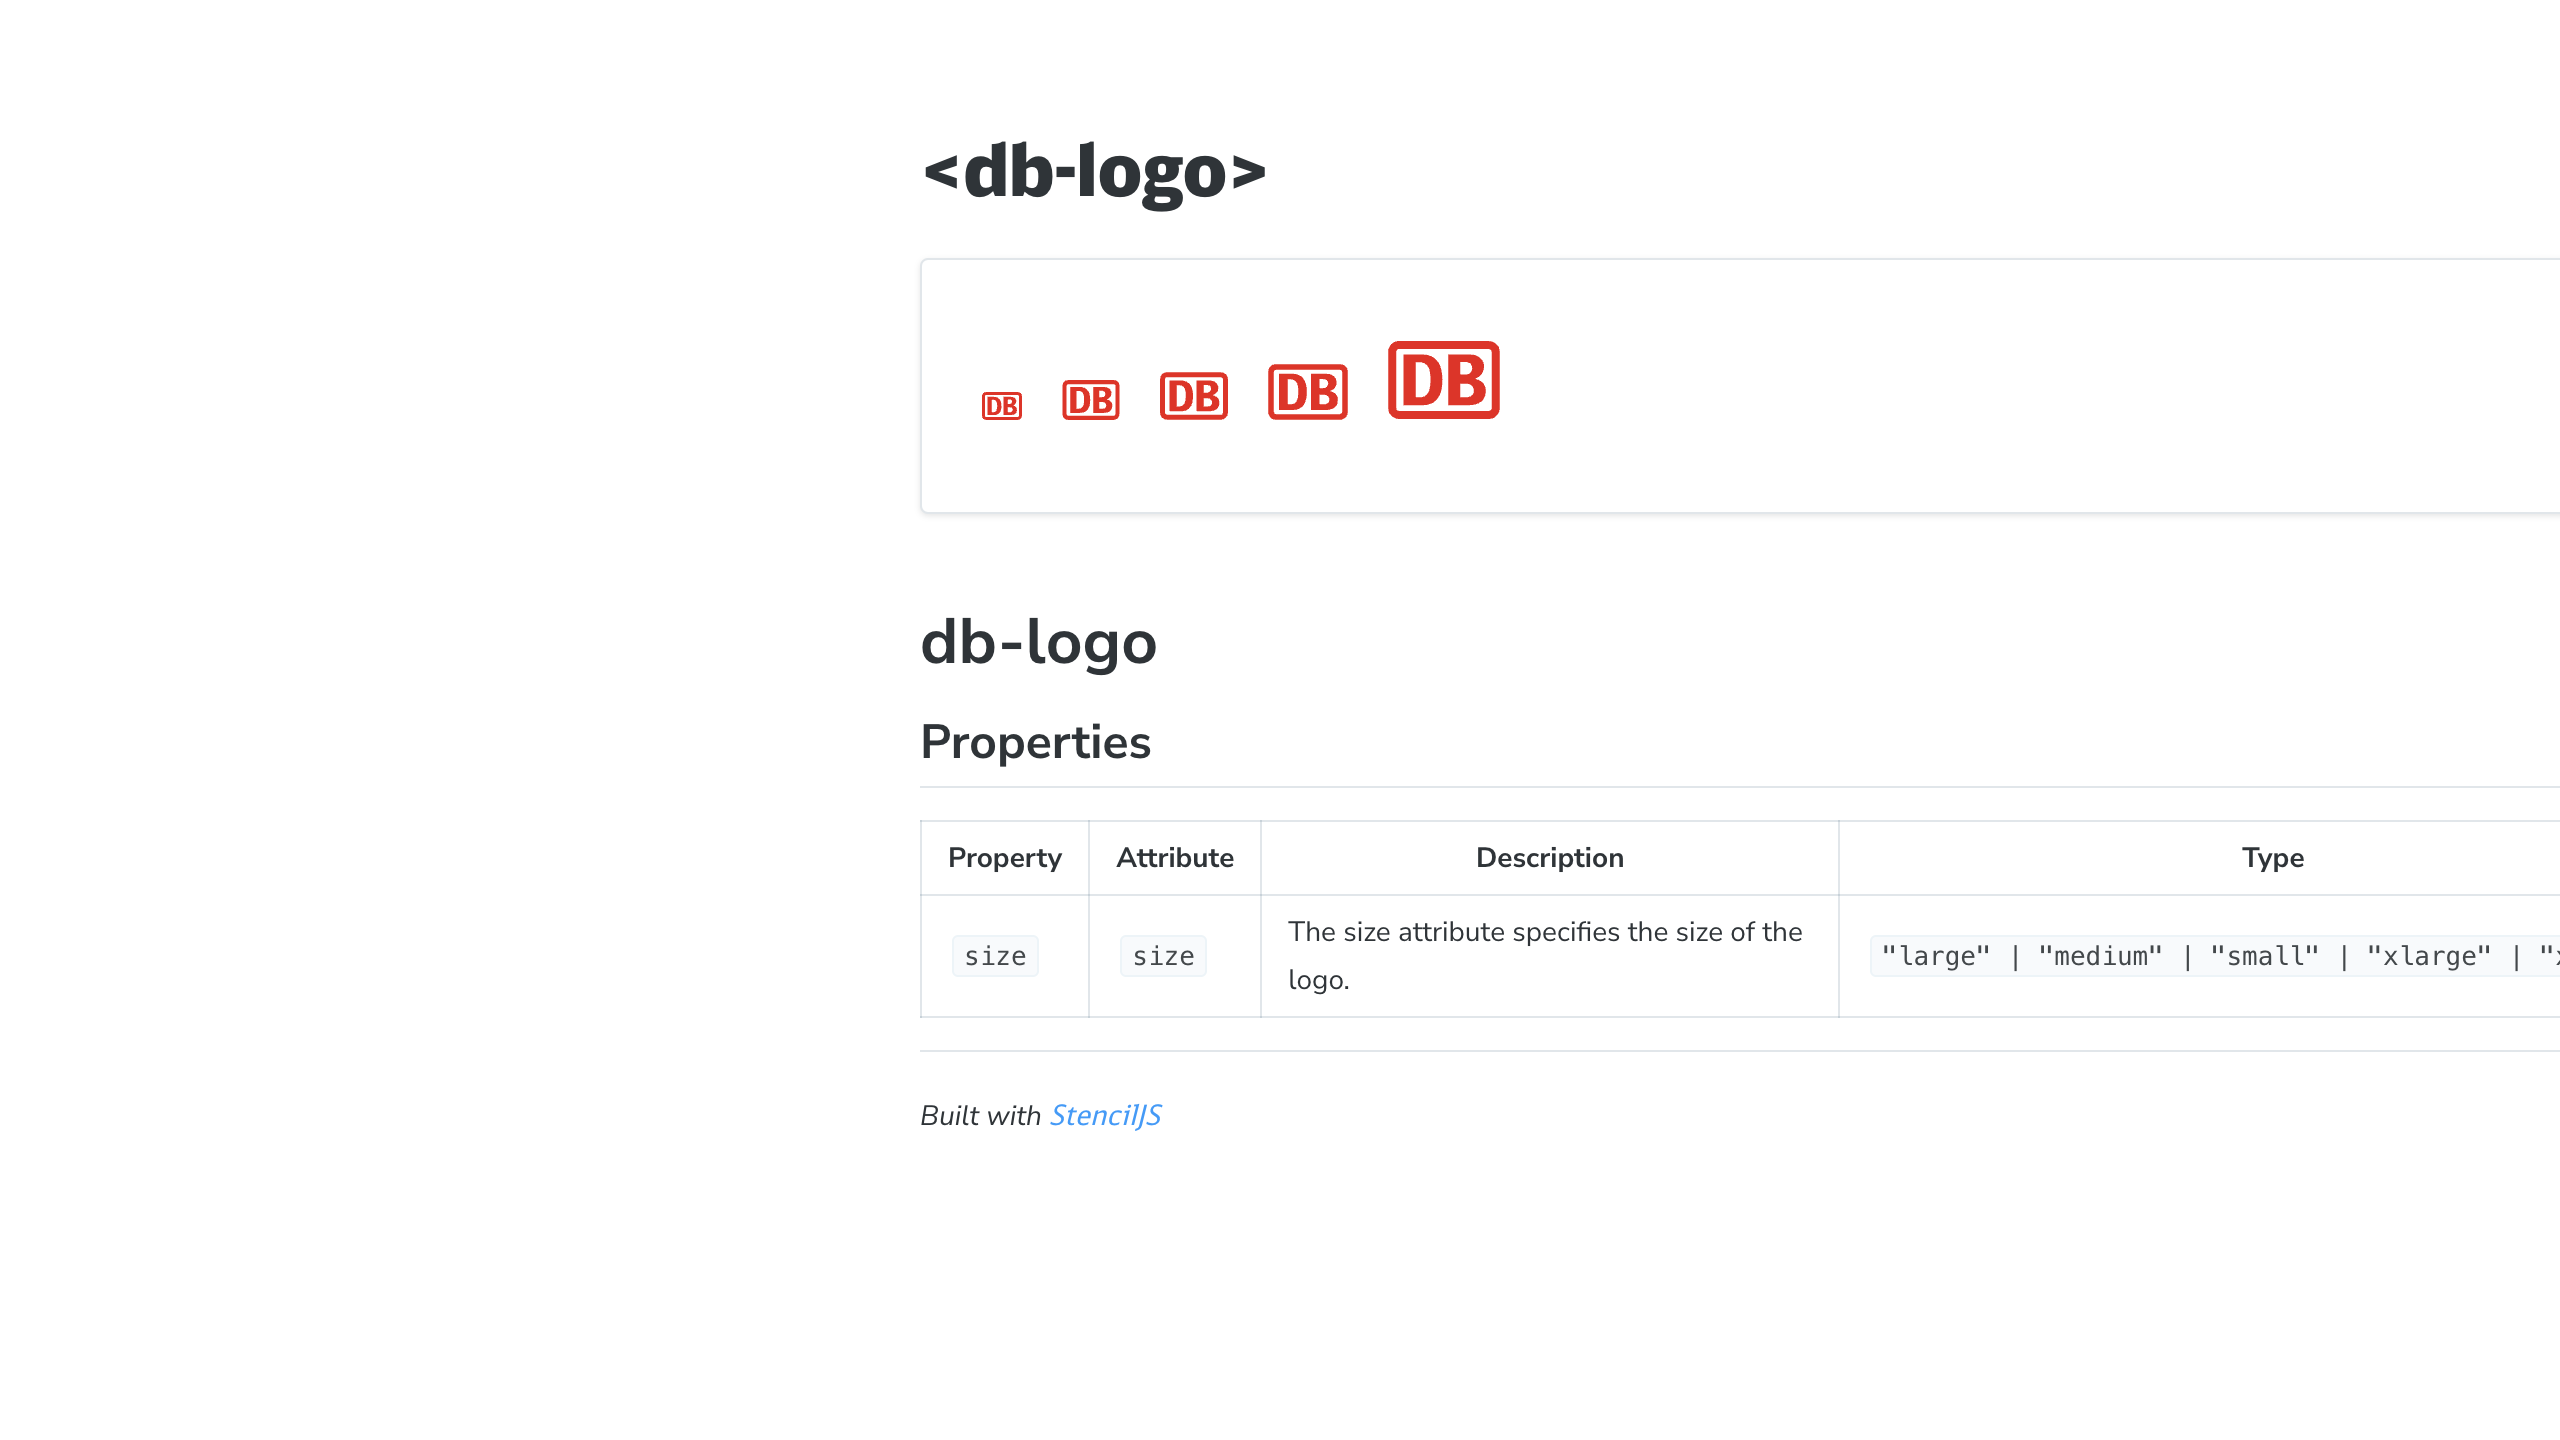 <db-logo>
DB DB DB DB DB
db-logo
Properties
Property Attribute Description Type
size size The size attribute specifies the size of the logo. "large" | "medium" | "small" | "xlarge" |
Built with StencilJS